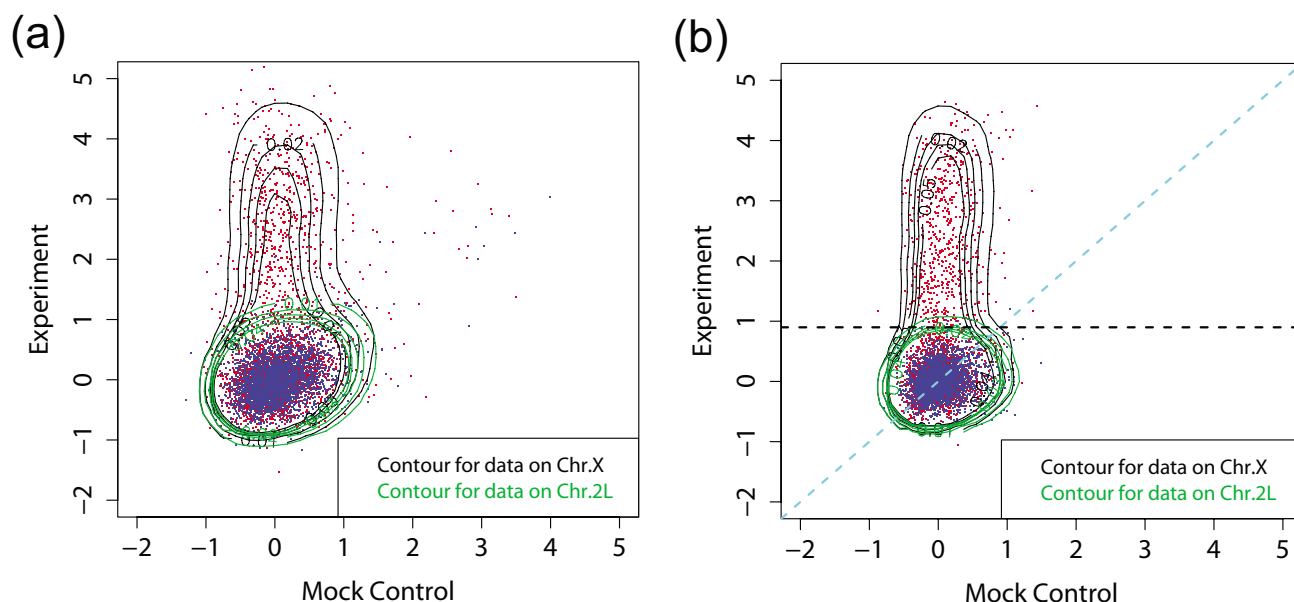 (a)
(b)
5
4
3
2
1
0
−1
−2
Experiment
0.02
−2 −1 0 1 2 3 4 5
Mock Control
Contour for data on Chr.X
Contour for data on Chr.2L
5
4
3
2
1
0
−1
−2
Experiment
0.02
0.05
−2 −1 0 1 2 3 4 5
Mock Control
Contour for data on Chr.X
Contour for data on Chr.2L